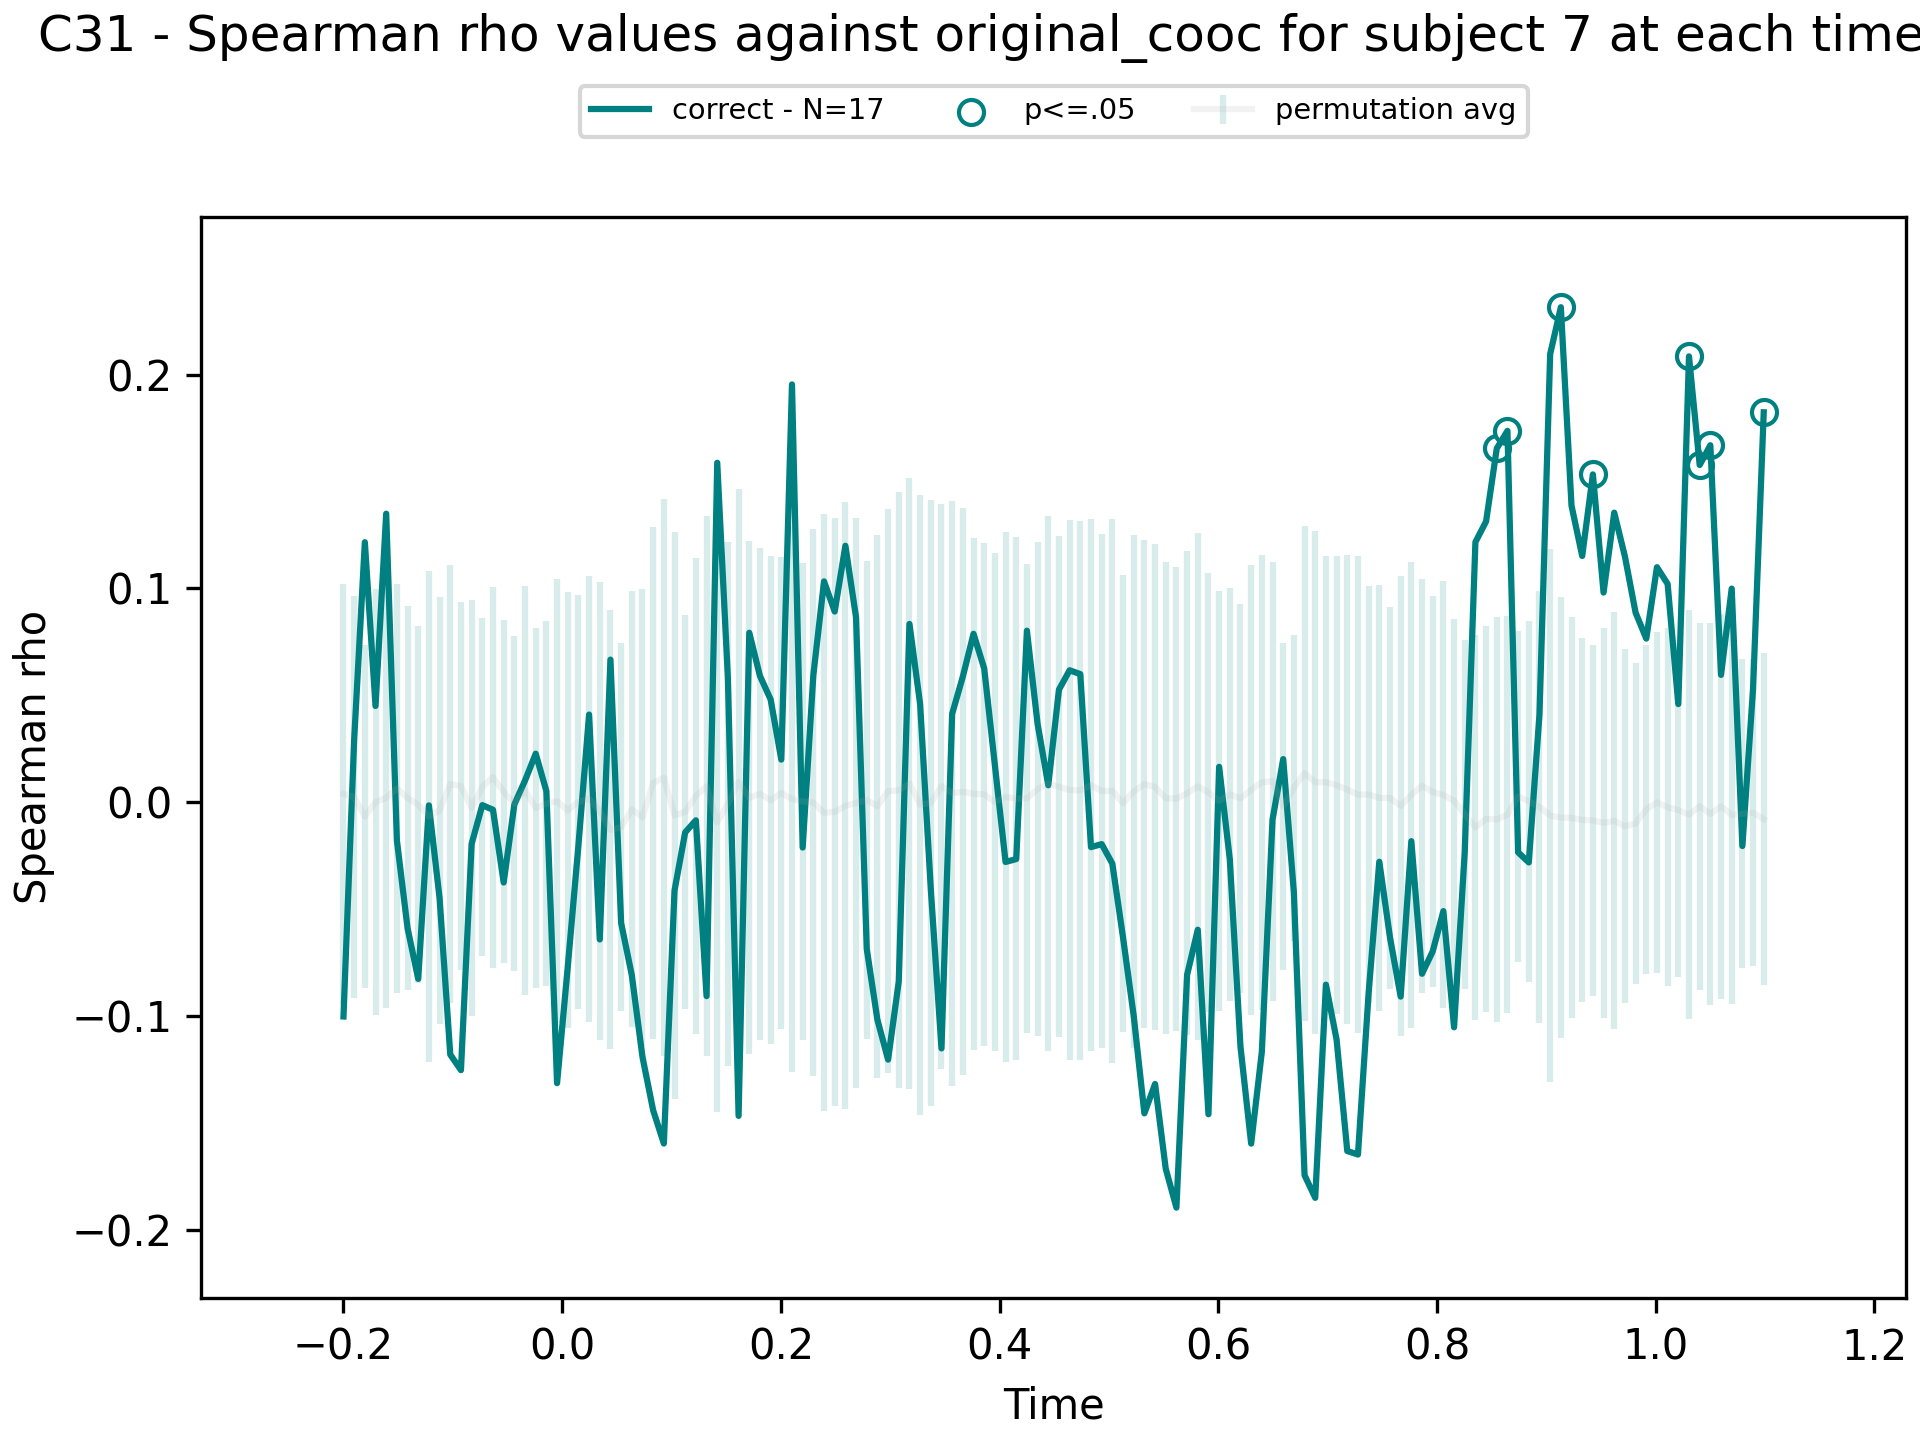 C31 - Spearman rho values against original_cooc for subject 7 at each time
correct - N=17 p<=.05 permutation avg
Spearman rho
0.2
0.1
0.0
−0.1
−0.2
−0.2 0.0 0.2 0.4 0.6 0.8 1.0 1.2
Time